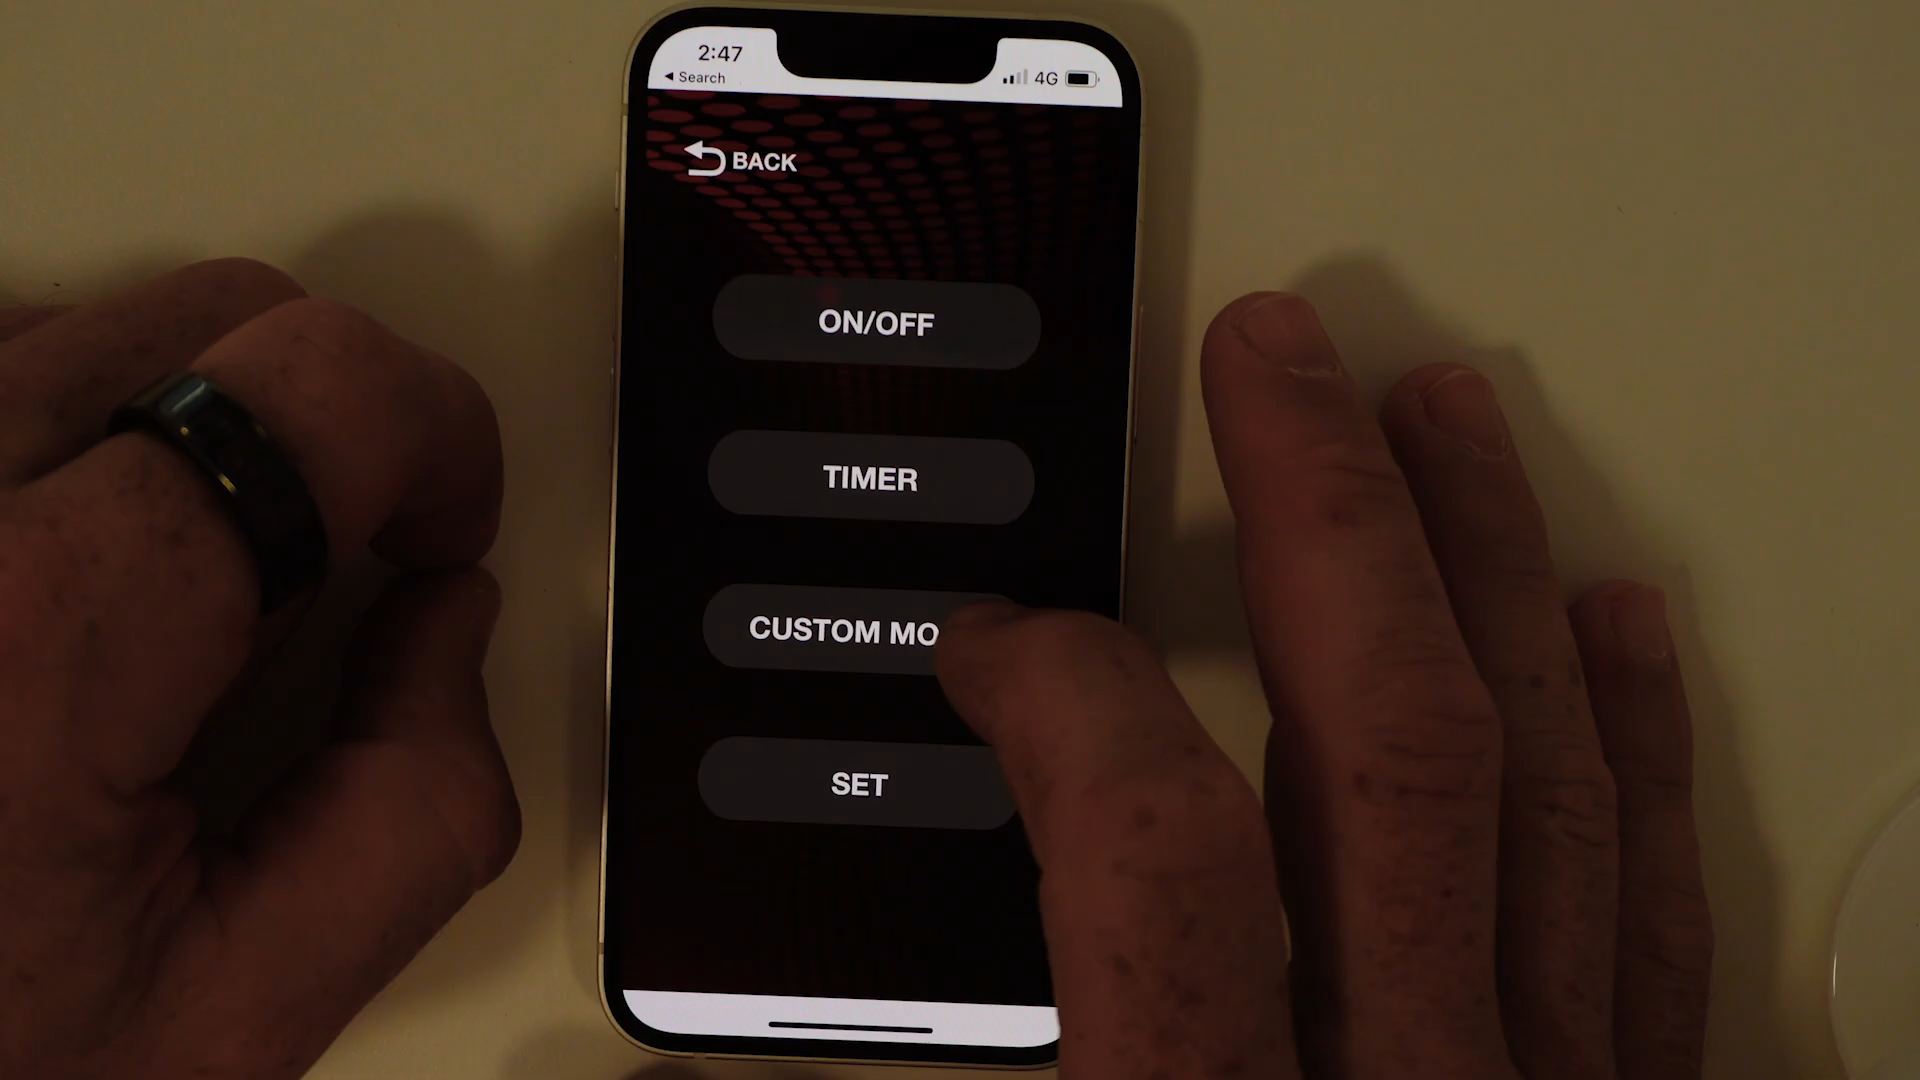 2:47
◀ Search
4G
BACK
ON/OFF
TIMER
CUSTOM MO
SET